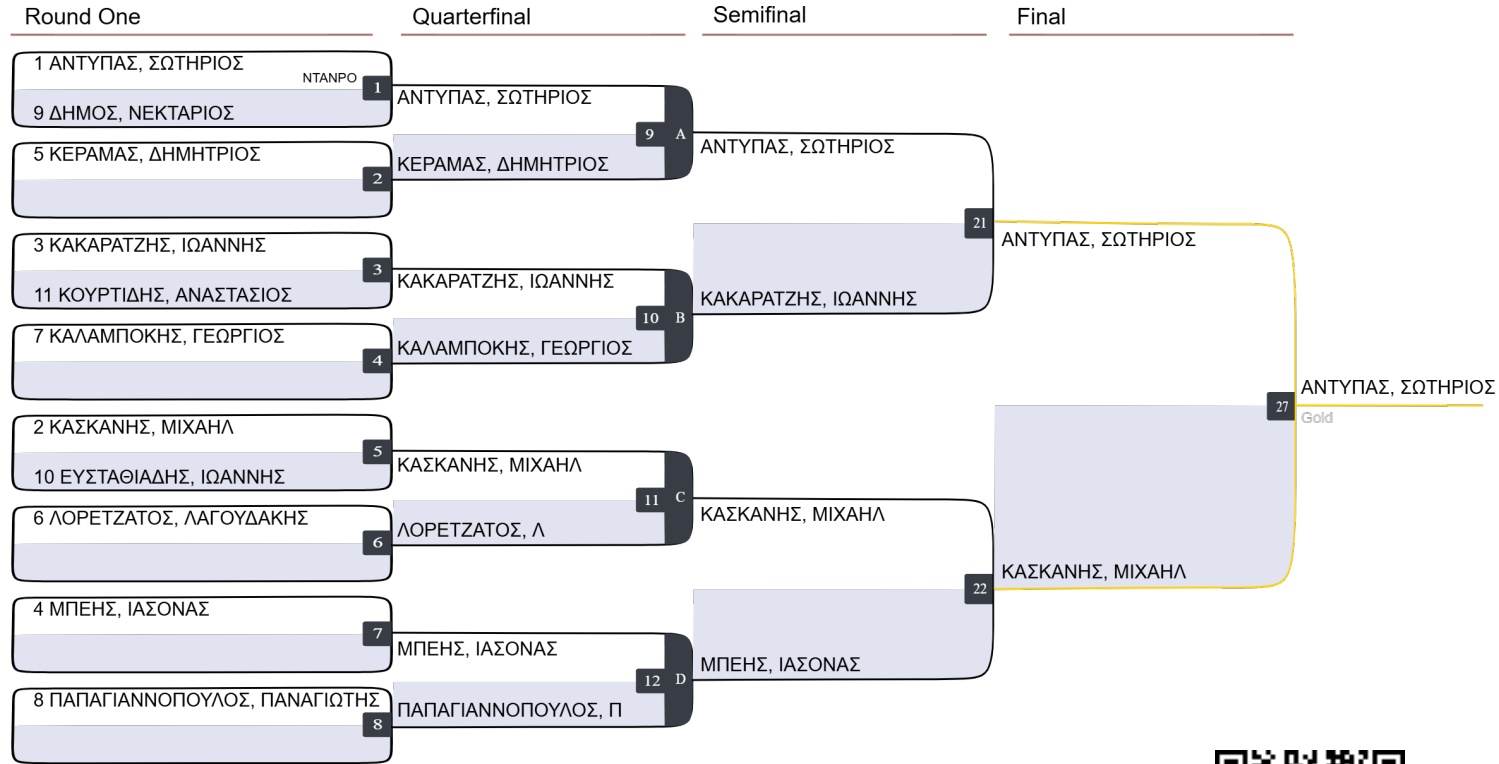 Round One
Quarterfinal
Semifinal
Final
1 ΑΝΤΥΠΑΣ, ΣΩΤΗΡΙΟΣ
ΝΤΑΝΡΟ
1
9 ΔΗΜΟΣ, ΝΕΚΤΑΡΙΟΣ
5 ΚΕΡΑΜΑΣ, ΔΗΜΗΤΡΙΟΣ
2
3 ΚΑΚΑΡΑΤΖΗΣ, ΙΩΑΝΝΗΣ
3
11 ΚΟΥΡΤΙΔΗΣ, ΑΝΑΣΤΑΣΙΟΣ
7 ΚΑΛΑΜΠΟΚΗΣ, ΓΕΩΡΓΙΟΣ
4
2 ΚΑΣΚΑΝΗΣ, ΜΙΧΑΗΛ
5
10 ΕΥΣΤΑΘΙΑΔΗΣ, ΙΩΑΝΝΗΣ
6 ΛΟΡΕΤΖΑΤΟΣ, ΛΑΓΟΥΔΑΚΗΣ
6
4 ΜΠΕΗΣ, ΙΑΣΟΝΑΣ
7
8 ΠΑΠΑΓΙΑΝΝΟΠΟΥΛΟΣ, ΠΑΝΑΓΙΩΤΗΣ
8
ΑΝΤΥΠΑΣ, ΣΩΤΗΡΙΟΣ
9 A
ΚΕΡΑΜΑΣ, ΔΗΜΗΤΡΙΟΣ
ΚΑΚΑΡΑΤΖΗΣ, ΙΩΑΝΝΗΣ
10 B
ΚΑΛΑΜΠΟΚΗΣ, ΓΕΩΡΓΙΟΣ
ΚΑΣΚΑΝΗΣ, ΜΙΧΑΗΛ
11 C
ΛΟΡΕΤΖΑΤΟΣ, Λ
ΜΠΕΗΣ, ΙΑΣΟΝΑΣ
12 D
ΠΑΠΑΓΙΑΝΝΟΠΟΥΛΟΣ, Π
ΑΝΤΥΠΑΣ, ΣΩΤΗΡΙΟΣ
21
ΚΑΚΑΡΑΤΖΗΣ, ΙΩΑΝΝΗΣ
ΚΑΣΚΑΝΗΣ, ΜΙΧΑΗΛ
22
ΜΠΕΗΣ, ΙΑΣΟΝΑΣ
ΑΝΤΥΠΑΣ, ΣΩΤΗΡΙΟΣ
27
ΚΑΣΚΑΝΗΣ, ΜΙΧΑΗΛ
ΑΝΤΥΠΑΣ, ΣΩΤΗΡΙΟΣ
Gold